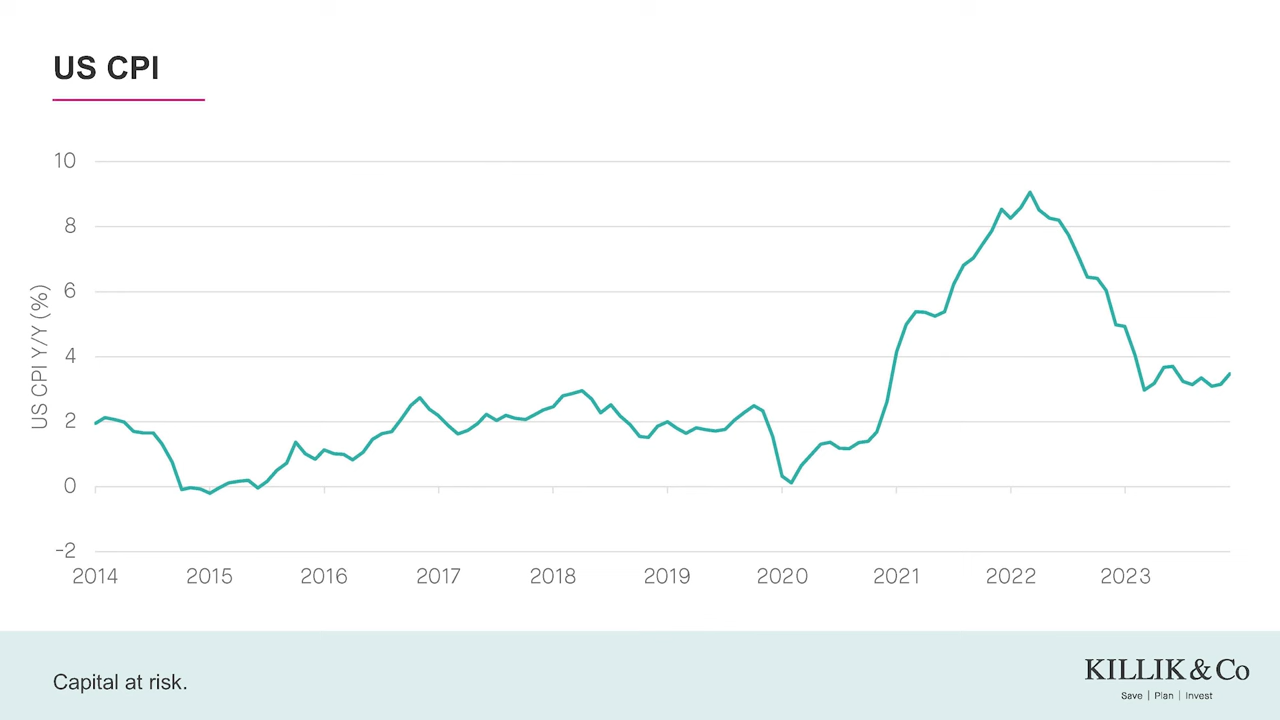 US CPI
US CPI Y/Y (%)
10
8
6
4
2
0
-2
2014 2015 2016 2017 2018 2019 2020 2021 2022 2023
Capital at risk.
KILLIK & Co
Save | Plan | Invest